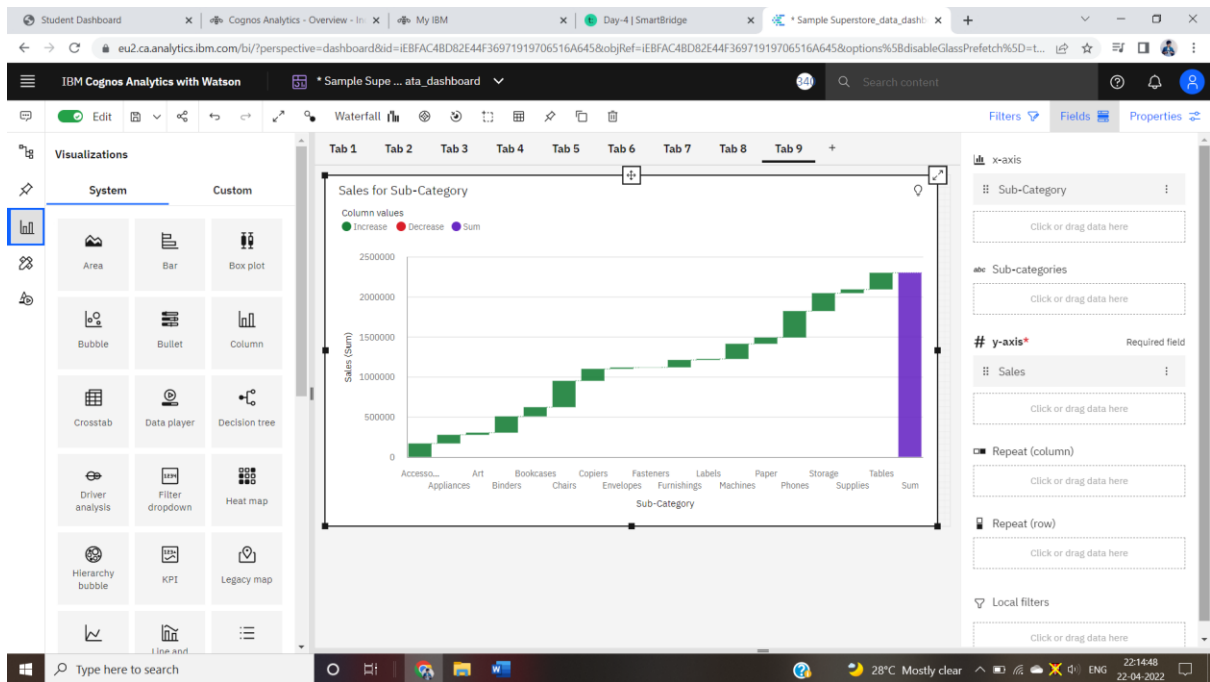 Student Dashboard
Cognos Analytics - Overview - In
My IBM
Day-4 | SmartBridge
* Sample Superstore_data_dashb
eu2.ca.analytics.ibm.com/bi/?perspective=dashboard&id=iEBFAC4BD82E44F36971919706516A645&objRef=iEBFAC4BD82E44F36971919706516A645&options%5BdisableGlassPrefetch%5D=t...
IBM Cognos Analytics with Watson
* Sample Supe ... ata_dashboard
Search content
Edit
Waterfall
Filters
Fields
Properties
Visualizations
System Custom
Area Bar Box plot
Bubble Bullet Column
Crosstab Data player Decision tree
Driver analysis
Filter dropdown
Heat map
Hierarchy bubble
KPI
Legacy map
Line and
Tab 1 Tab 2 Tab 3 Tab 4 Tab 5 Tab 6 Tab 7 Tab 8 Tab 9 +
Sales for Sub-Category
Column values
Increase Decrease Sum
Sales (Sum)
2500000
2000000
1500000
1000000
500000
0
Accesso... Art Bookcases Copiers Fasteners Labels Paper Storage Tables
Appliances Binders Chairs Envelopes Furnishings Machines Phones Supplies Sum
Sub-Category
x-axis
Sub-Category
Click or drag data here
abc Sub-categories
Click or drag data here
# y-axis* Required field
Sales
Click or drag data here
Repeat (column)
Click or drag data here
Repeat (row)
Click or drag data here
Local filters
Click or drag data here
Type here to search
28°C Mostly clear
ENG
22:14:48
22-04-2022